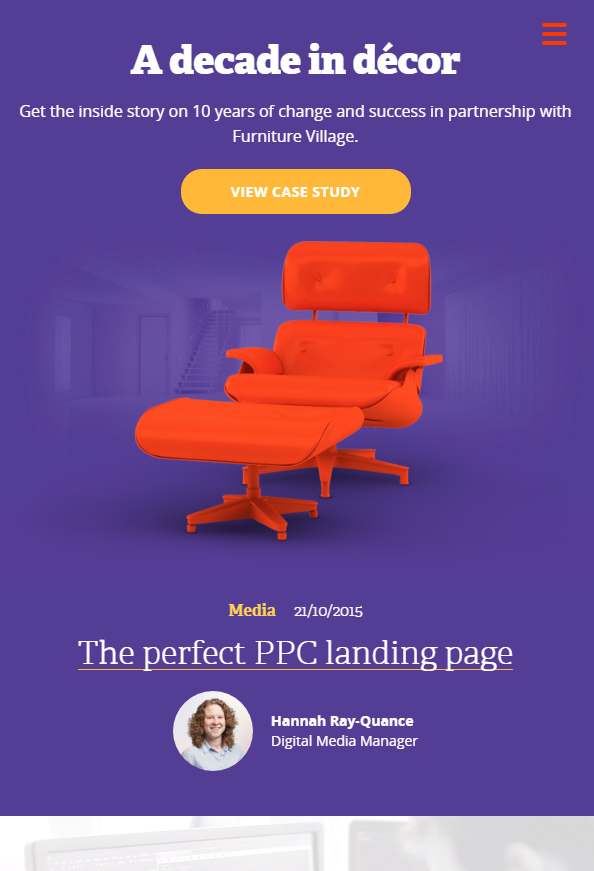 A decade in décor
Get the inside story on 10 years of change and success in partnership with
Furniture Village.
VIEW CASE STUDY
Media 21/10/2015
The perfect PPC landing page
Hannah Ray-Quance
Digital Media Manager